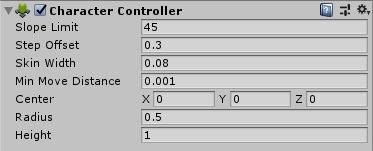 Character Controller
Slope Limit 45
Step Offset 0.3
Skin Width 0.08
Min Move Distance 0.001
Center X 0 Y 0 Z 0
Radius 0.5
Height 1